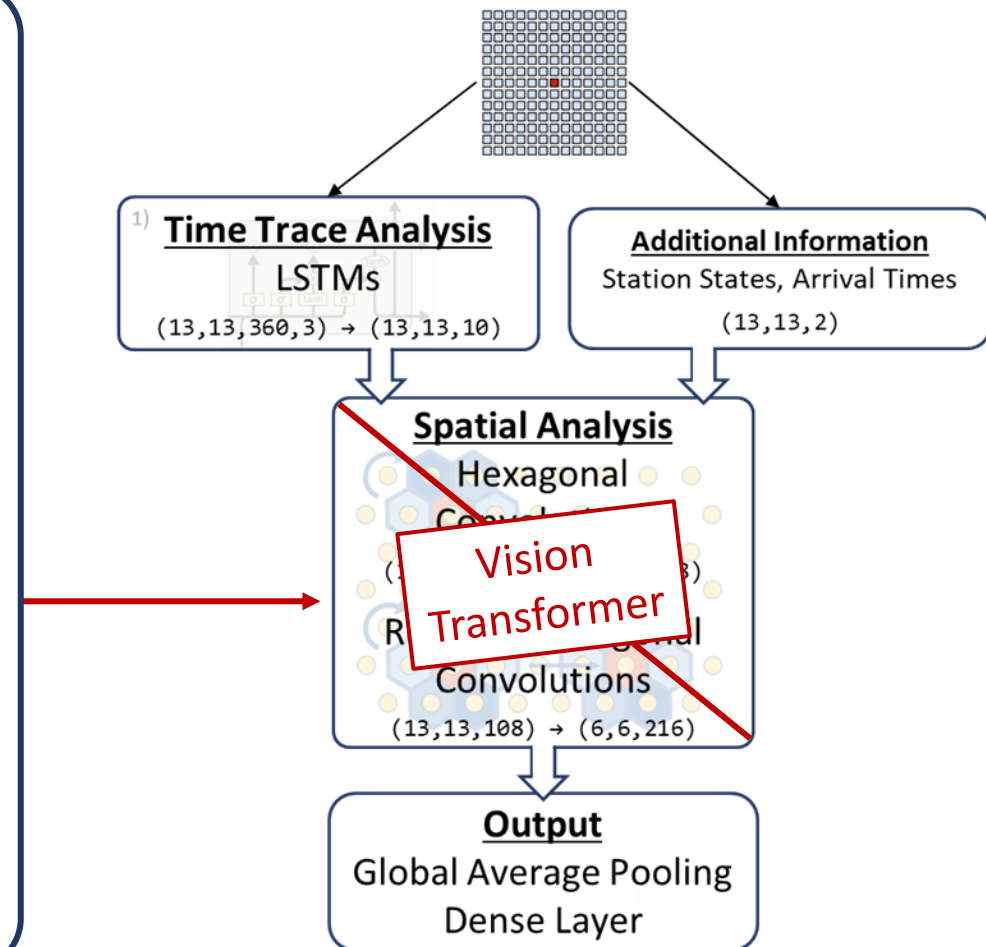 1)
Time Trace Analysis
LSTMs
(13,13,360,3) → (13,13,10)
Additional Information
Station States, Arrival Times
(13,13,2)
Spatial Analysis
Hexagonal
Vision
Transformer
Convolutions
(13,13,108) → (6,6,216)
Output
Global Average Pooling
Dense Layer